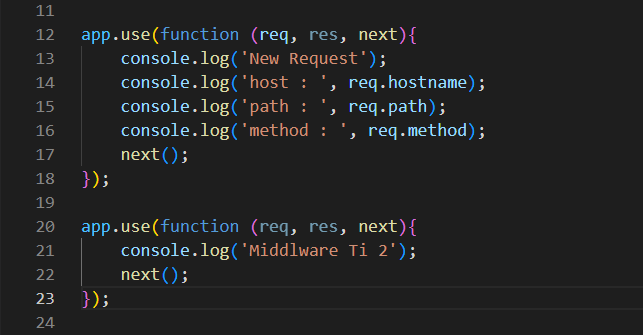 11
12 app.use(function (req, res, next){
13 console.log('New Request');
14 console.log('host : ', req.hostname);
15 console.log('path : ', req.path);
16 console.log('method : ', req.method);
17 next();
18 });
19
20 app.use(function (req, res, next){
21 console.log('Middlware Ti 2');
22 next();
23 });
24